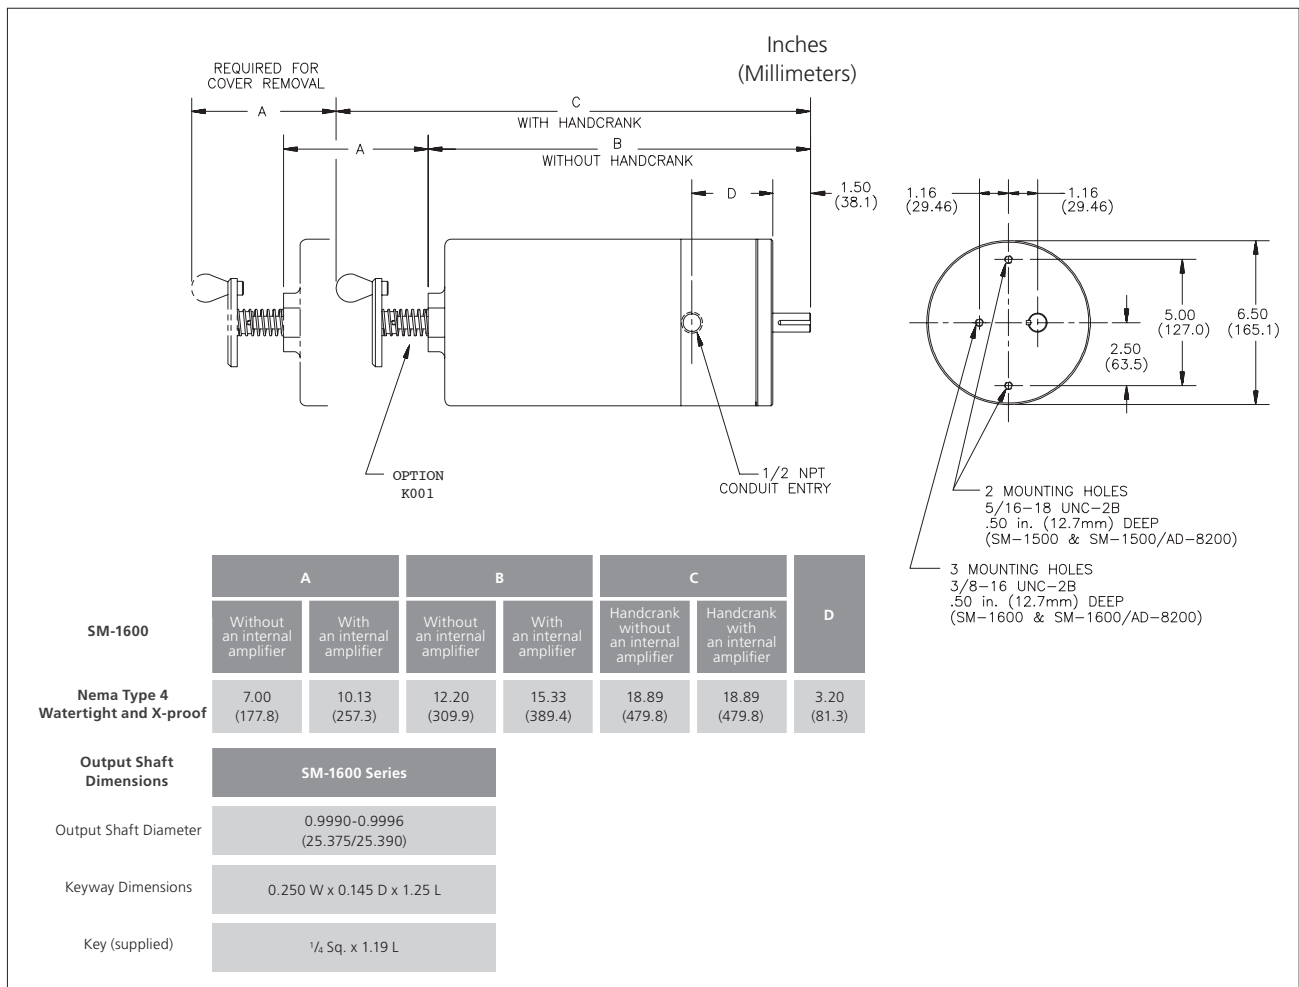 Inches
(Millimeters)
REQUIRED FOR
COVER REMOVAL
A
C
WITH HANDCRANK
A
B
WITHOUT HANDCRANK
D
1.50
(38.1)
1.16
(29.46)
1.16
(29.46)
5.00
(127.0)
6.50
(165.1)
2.50
(63.5)
OPTION
K001
1/2 NPT
CONDUIT ENTRY
2 MOUNTING HOLES
5/16-18 UNC-2B
.50 in. (12.7mm) DEEP
(SM-1500 & SM-1500/AD-8200)
3 MOUNTING HOLES
3/8-16 UNC-2B
.50 in. (12.7mm) DEEP
(SM-1600 & SM-1600/AD-8200)
A B C D
SM-1600
Without
an internal
amplifier
With
an internal
amplifier
Without
an internal
amplifier
With
an internal
amplifier
Handcrank
without
an internal
amplifier
Handcrank
with
an internal
amplifier
Nema Type 4
Watertight and X-proof
7.00
(177.8)
10.13
(257.3)
12.20
(309.9)
15.33
(389.4)
18.89
(479.8)
18.89
(479.8)
3.20
(81.3)
Output Shaft
Dimensions
SM-1600 Series
Output Shaft Diameter
0.9990-0.9996
(25.375/25.390)
Keyway Dimensions
0.250 W x 0.145 D x 1.25 L
Key (supplied)
1/4 Sq. x 1.19 L